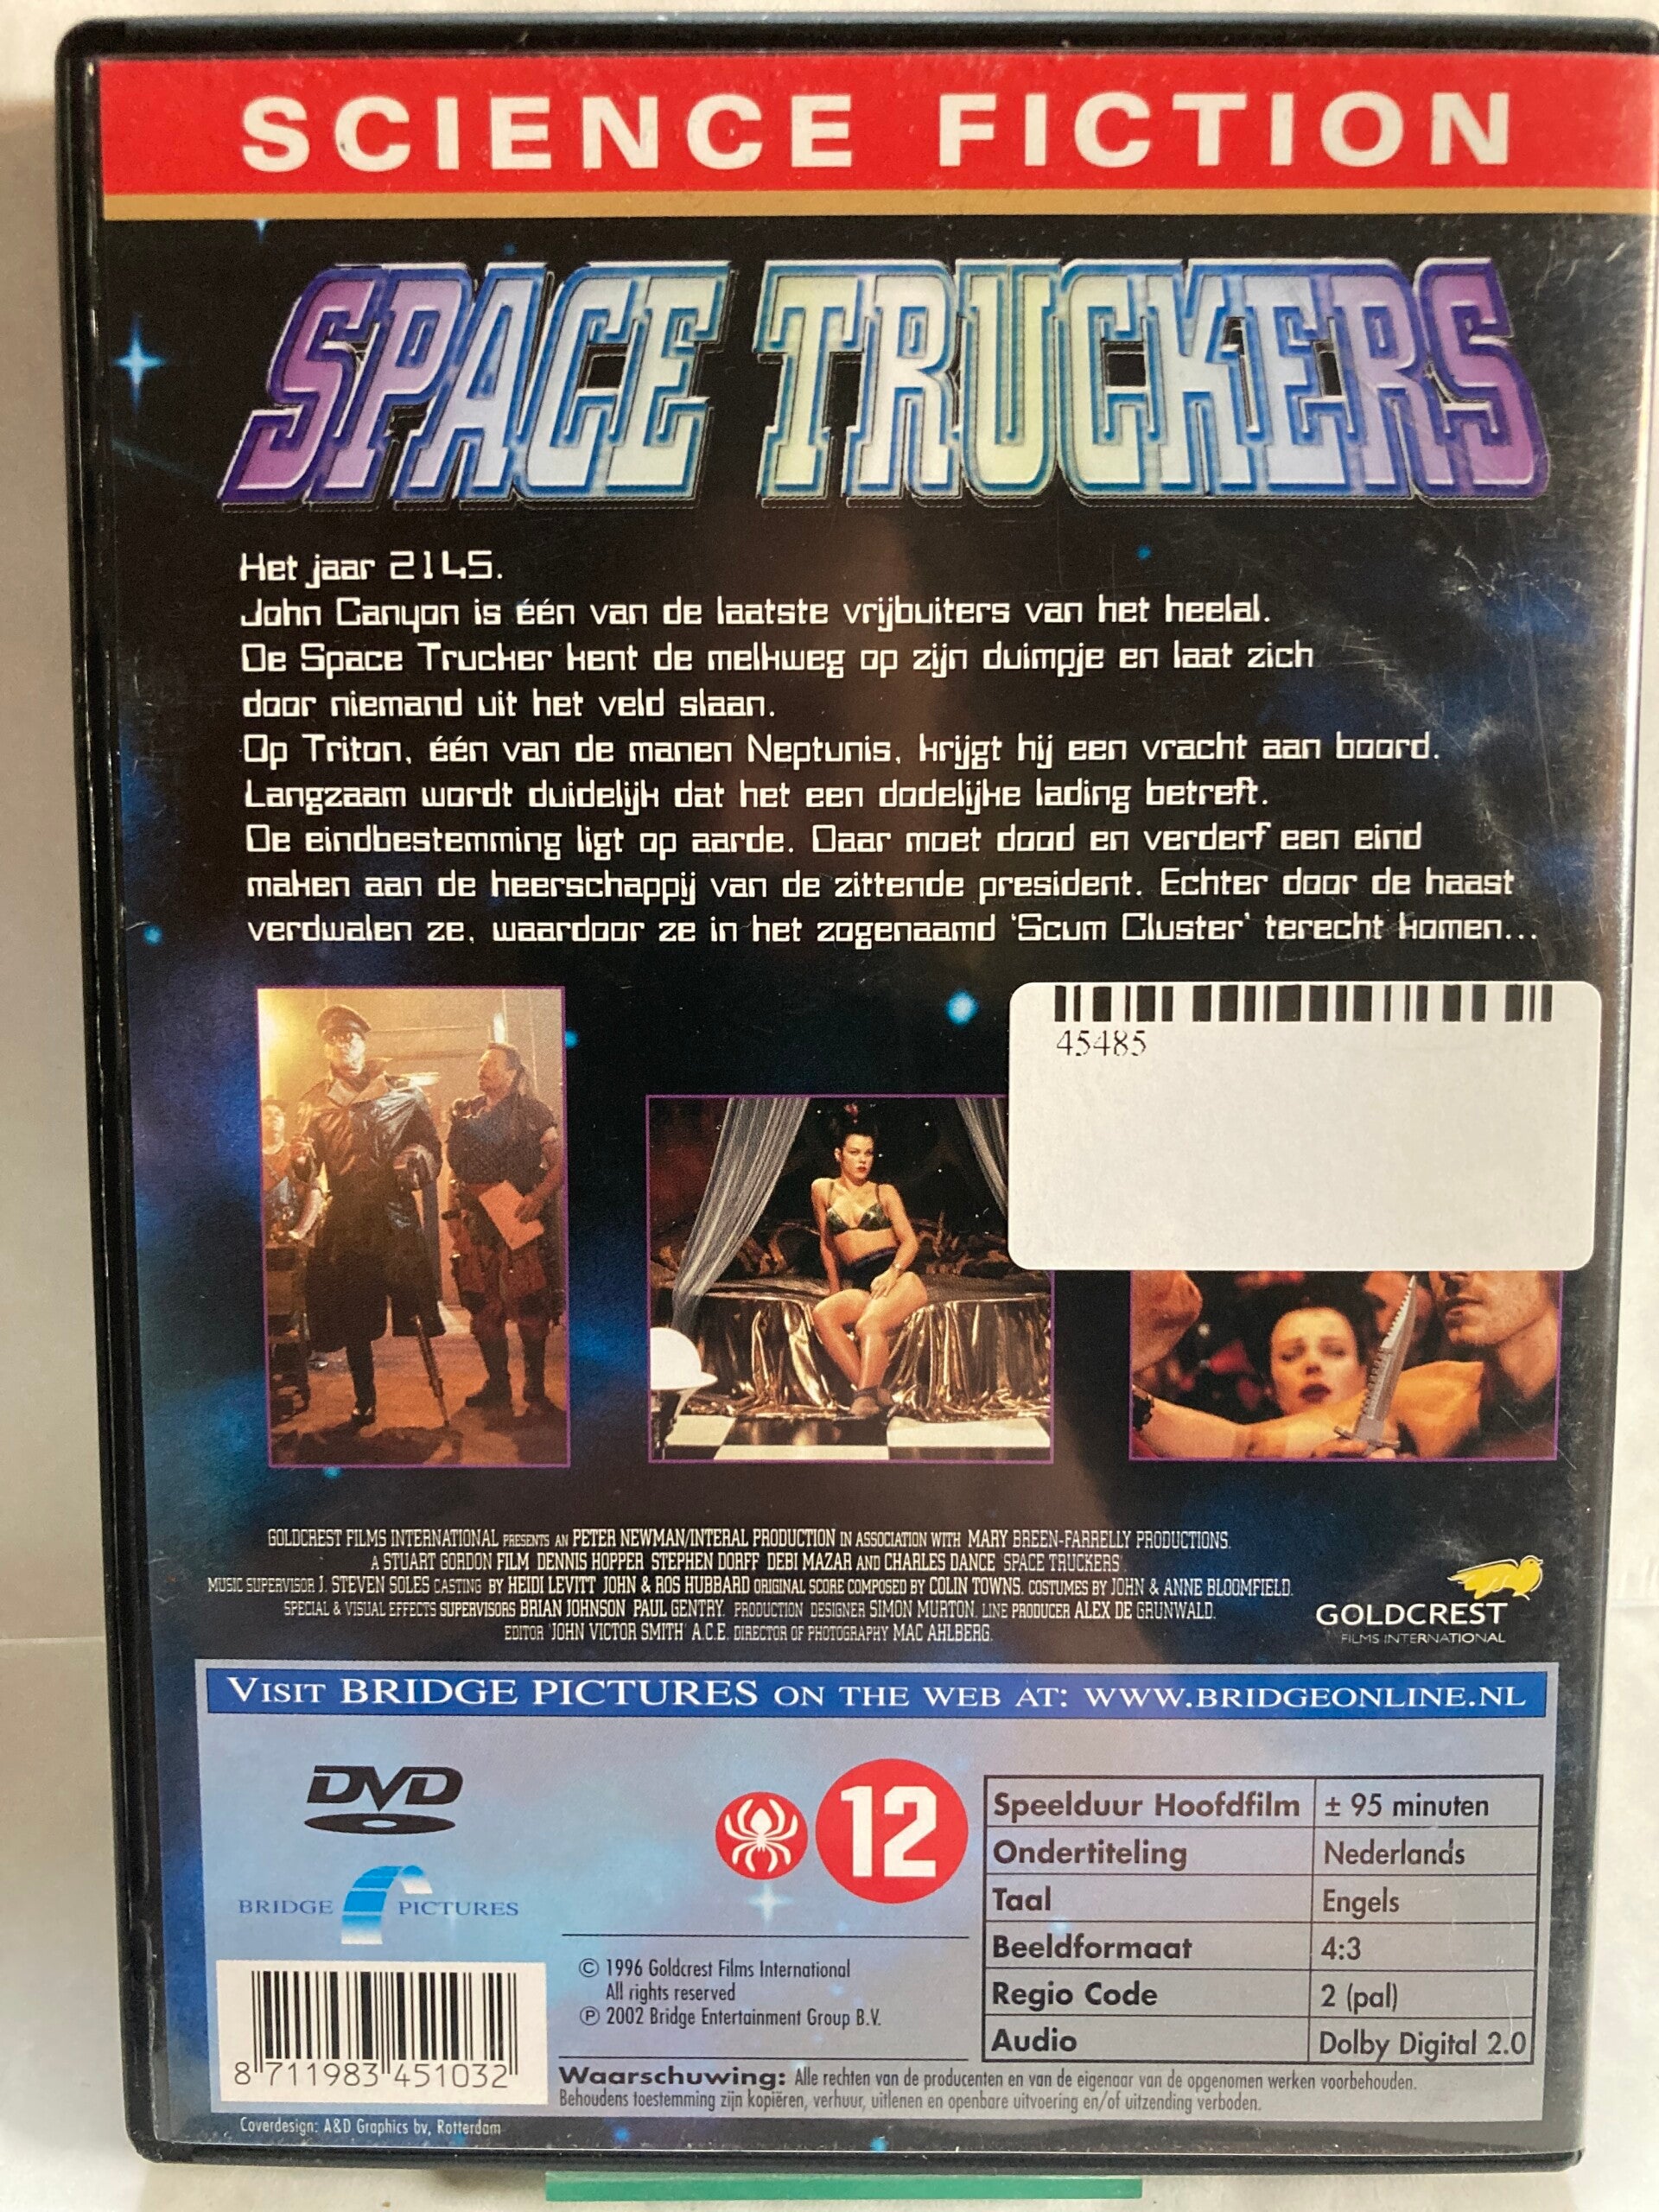 SCIENCE FICTION
SPACE TRUCKERS
Het jaar 2145.
John Canyon is één van de laatste vrijbuiters van het heelal.
De Space Trucker kent de melkweg op zijn duimpje en laat zich
door niemand uit het veld slaan.
Op Triton, één van de manen Neptunis, krijgt hij een vracht aan boord.
Langzaam wordt duidelijk dat het een dodelijke lading betreft.
De eindbestemming ligt op aarde. Daar moet dood en verderf een eind
maken aan de heerschappij van de zittende president. Echter door de haast
verdwalen ze, waardoor ze in het zogenaamd 'Scum Cluster' terecht komen...
45485
GOLDCREST FILMS INTERNATIONAL PRESENTS AN PETER NEWMAN/INTERAL PRODUCTION IN ASSOCIATION WITH MARY BREEN-FARRELLY PRODUCTIONS.
A STUART GORDON FILM DENNIS HOPPER STEPHEN DORFF DEBI MAZAR AND CHARLES DANCE 'SPACE TRUCKERS'.
MUSIC SUPERVISOR J. STEVEN SOLES CASTING BY HEIDI LEVITT JOHN & ROS HUBBARD ORIGINAL SCORE COMPOSED BY COLIN TOWNS. COSTUMES BY JOHN & ANNE BLOOMFIELD.
SPECIAL & VISUAL EFFECTS SUPERVISORS BRIAN JOHNSON PAUL GENTRY. PRODUCTION DESIGNER SIMON MURTON. LINE PRODUCER ALEX DE GRUNWALD.
EDITOR 'JOHN VICTOR SMITH' A.C.E. DIRECTOR OF PHOTOGRAPHY MAC AHLBERG.
GOLDCREST
FILMS INTERNATIONAL
VISIT BRIDGE PICTURES ON THE WEB AT: WWW.BRIDGEONLINE.NL
DVD
BRIDGE PICTURES
12
Speelduur Hoofdfilm ± 95 minuten
Ondertiteling Nederlands
Taal Engels
Beeldformaat 4:3
Regio Code 2 (pal)
Audio Dolby Digital 2.0
© 1996 Goldcrest Films International
All rights reserved
℗ 2002 Bridge Entertainment Group B.V.
8 711983 451032
Waarschuwing: Alle rechten van de producenten en van de eigenaar van de opgenomen werken voorbehouden.
Behoudens toestemming zijn kopiëren, verhuur, uitlenen en openbare uitvoering en/of uitzending verboden.
Coverdesign: A&D Graphics bv, Rotterdam